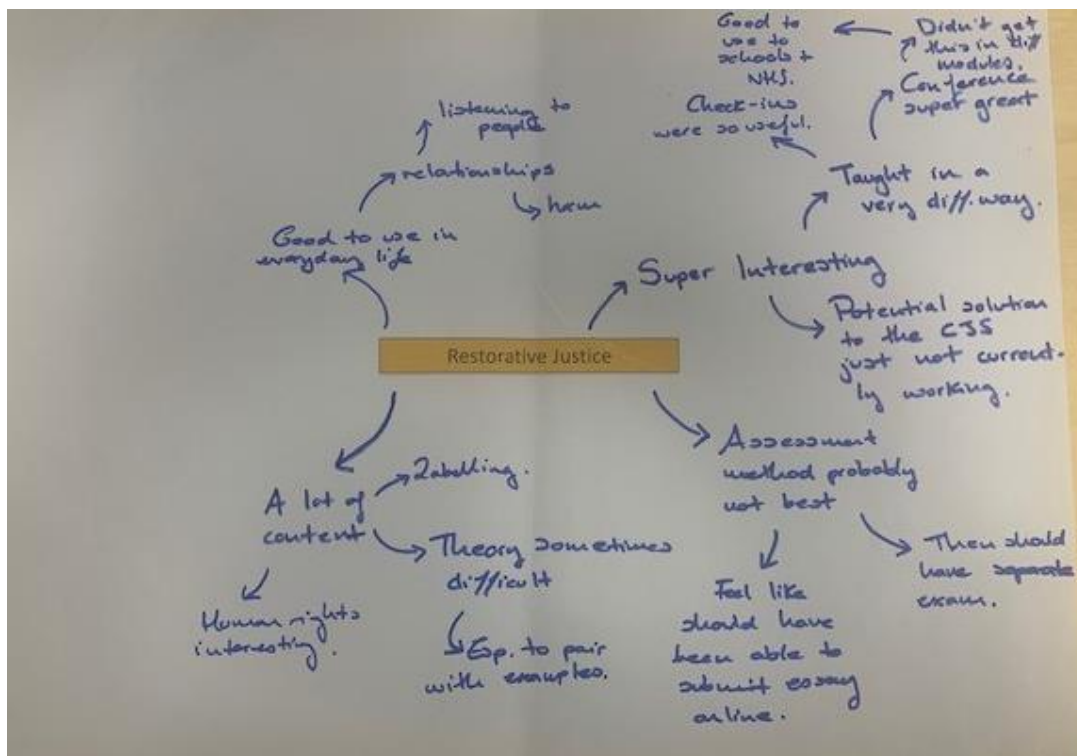 Good to
use to
schools +
NHS.
Didn't get
this in diff
modules.
Conference
super great
Check-ins
were so useful.
Taught in a
very diff. way.
listening to
people
relationships
harm
Good to use in
everyday life
Super Interesting
Potential solution
to the CJS
just not current-
ly working.
Restorative Justice
Assessment
method probably
not best
Then should
have separate
exam.
Feel like
should have
been able to
submit essay
online.
A lot of
content
Labelling.
Theory sometimes
difficult
Esp. to pair
with examples.
Human rights
interesting.